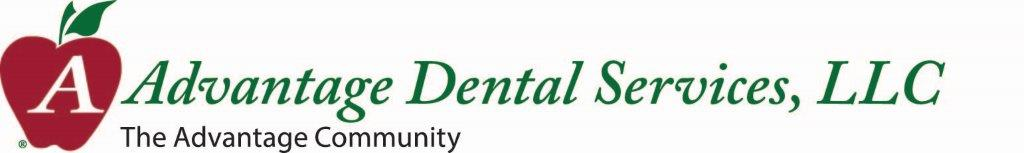 A Advantage Dental Services, LLC
® The Advantage Community